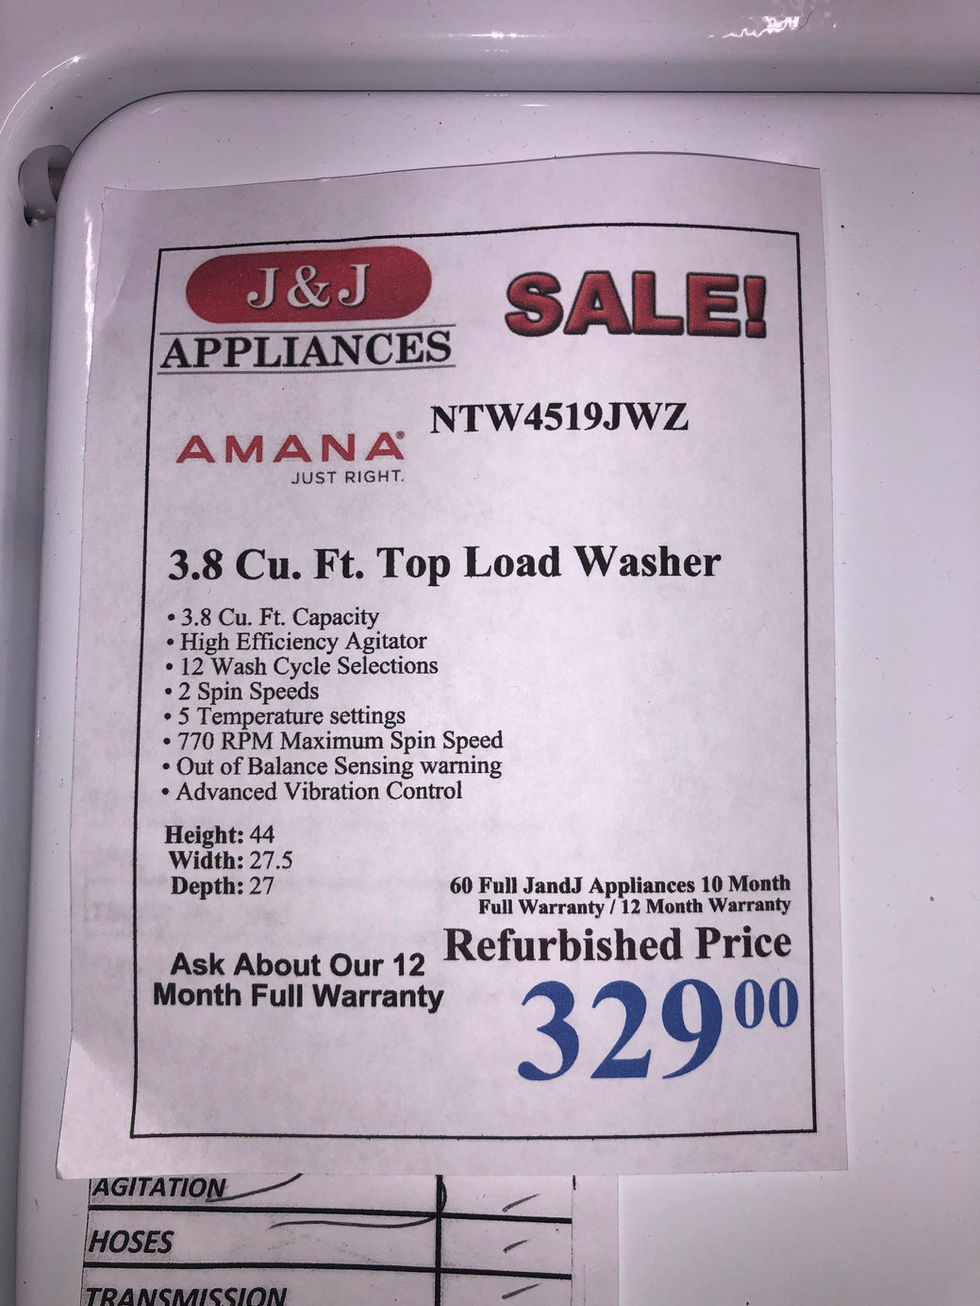 J&J
APPLIANCES
SALE!
NTW4519JWZ
AMANA®
JUST RIGHT.
3.8 Cu. Ft. Top Load Washer
• 3.8 Cu. Ft. Capacity
• High Efficiency Agitator
• 12 Wash Cycle Selections
• 2 Spin Speeds
• 5 Temperature settings
• 770 RPM Maximum Spin Speed
• Out of Balance Sensing warning
• Advanced Vibration Control
Height: 44
Width: 27.5
Depth: 27
60 Full JandJ Appliances 10 Month
Full Warranty / 12 Month Warranty
Refurbished Price
Ask About Our 12
Month Full Warranty
329 00
AGITATION
HOSES
TRANSMISSION